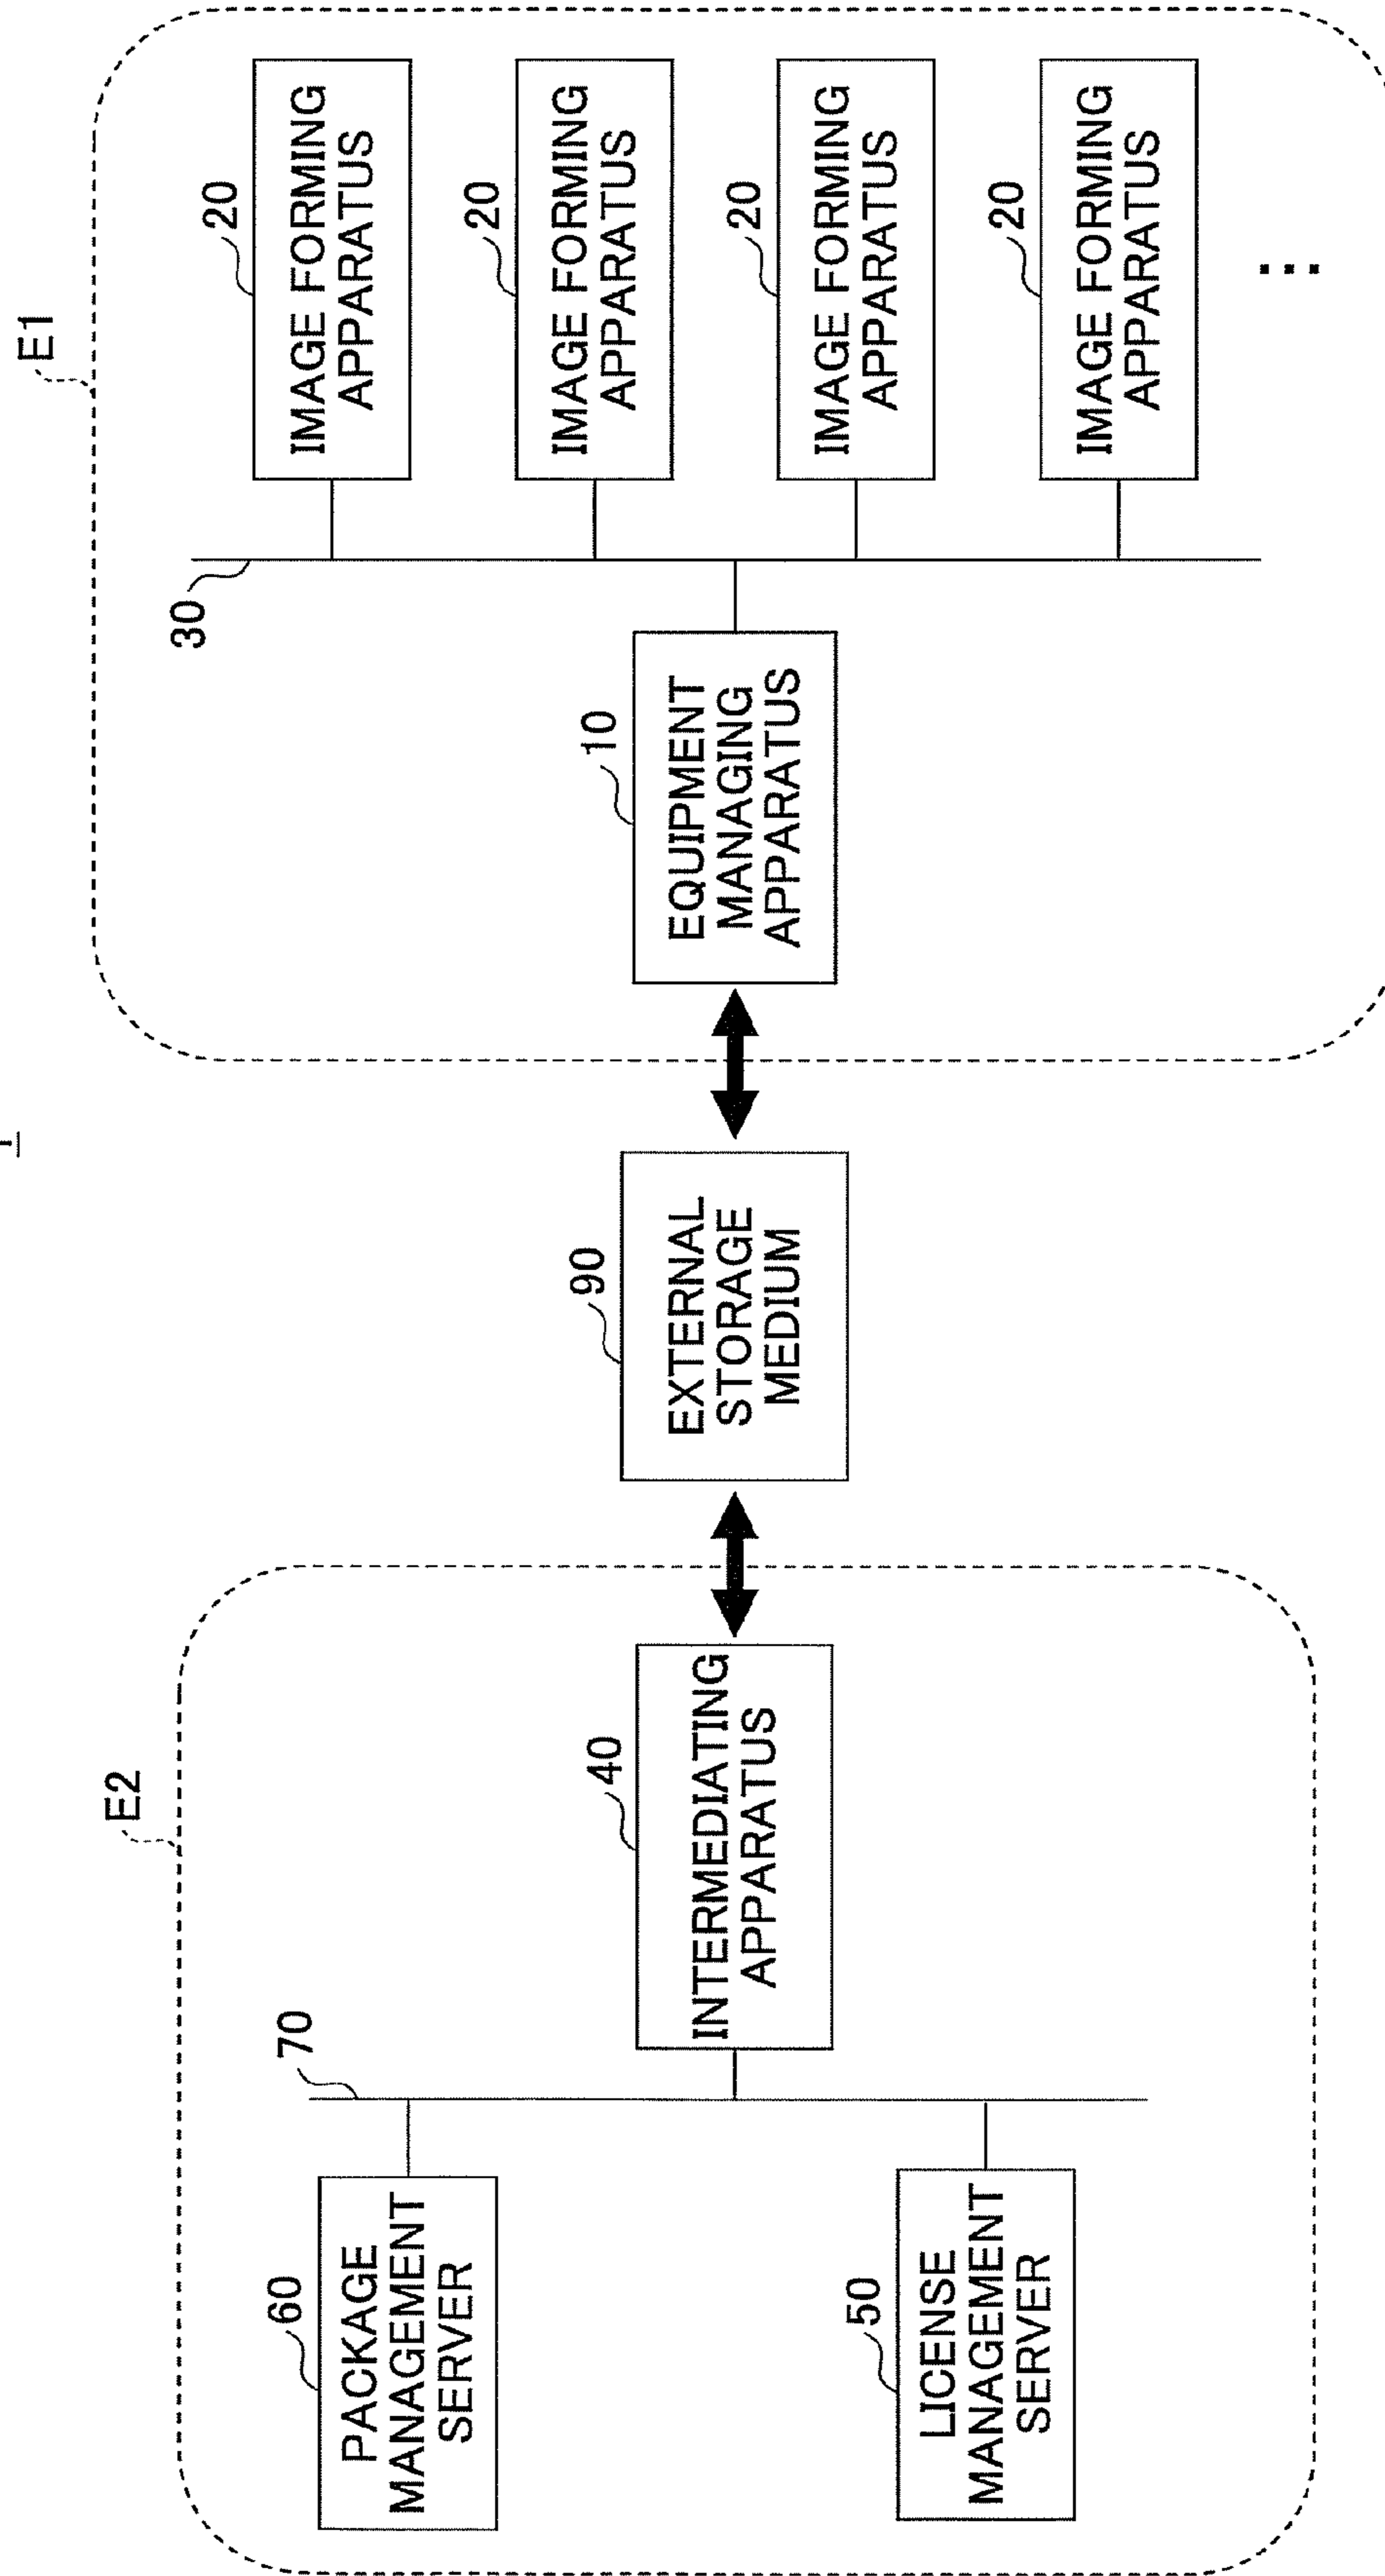 1
E2
60
PACKAGE
MANAGEMENT
SERVER
70
40
INTERMEDIATING
APPARATUS
50
LICENSE
MANAGEMENT
SERVER
90
EXTERNAL
STORAGE
MEDIUM
E1
10
EQUIPMENT
MANAGING
APPARATUS
30
20
IMAGE FORMING
APPARATUS
20
IMAGE FORMING
APPARATUS
20
IMAGE FORMING
APPARATUS
20
IMAGE FORMING
APPARATUS
...